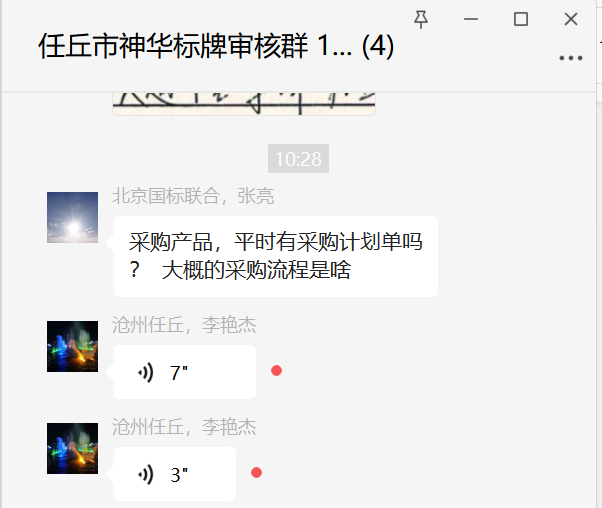 任丘市神华标牌审核群 1... (4)
10:28
北京国标联合，张亮
采购产品，平时有采购计划单吗
？ 大概的采购流程是啥
沧州任丘，李艳杰
7"
沧州任丘，李艳杰
3"